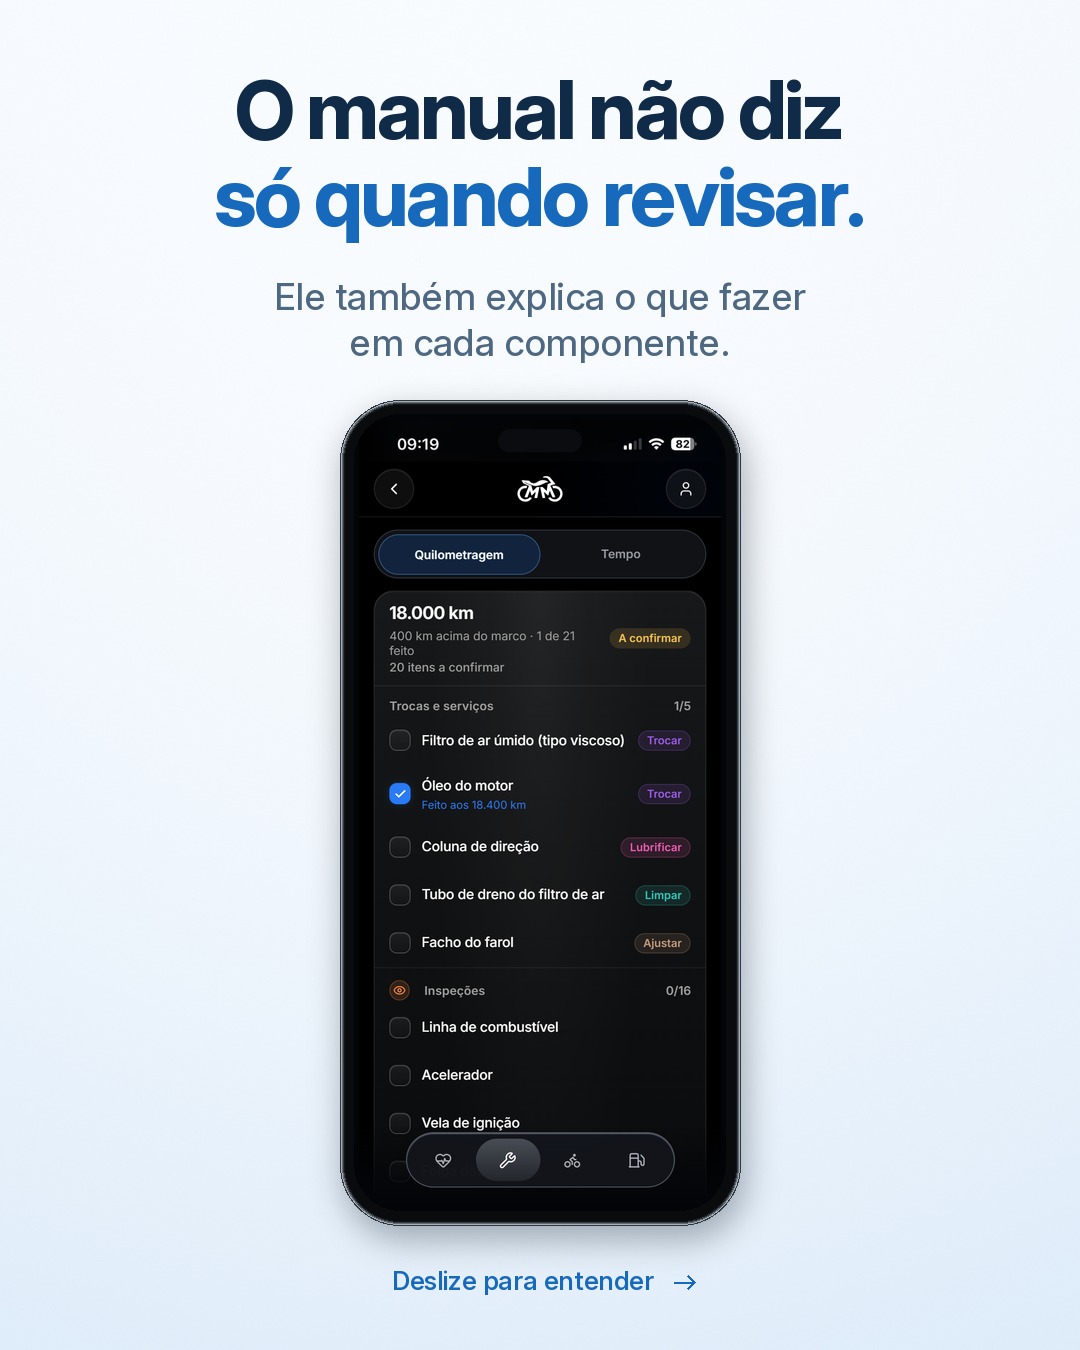 O manual não diz
só quando revisar.
Ele também explica o que fazer
em cada componente.
09:19
82
MM
Quilometragem
Tempo
18.000 km
400 km acima do marco · 1 de 21
feito
20 itens a confirmar
A confirmar
Trocas e serviços
1/5
Filtro de ar úmido (tipo viscoso)
Trocar
Óleo do motor
Feito aos 18.400 km
Trocar
Coluna de direção
Lubrificar
Tubo de dreno do filtro de ar
Limpar
Facho do farol
Ajustar
Inspeções
0/16
Linha de combustível
Acelerador
Vela de ignição
Deslize para entender →